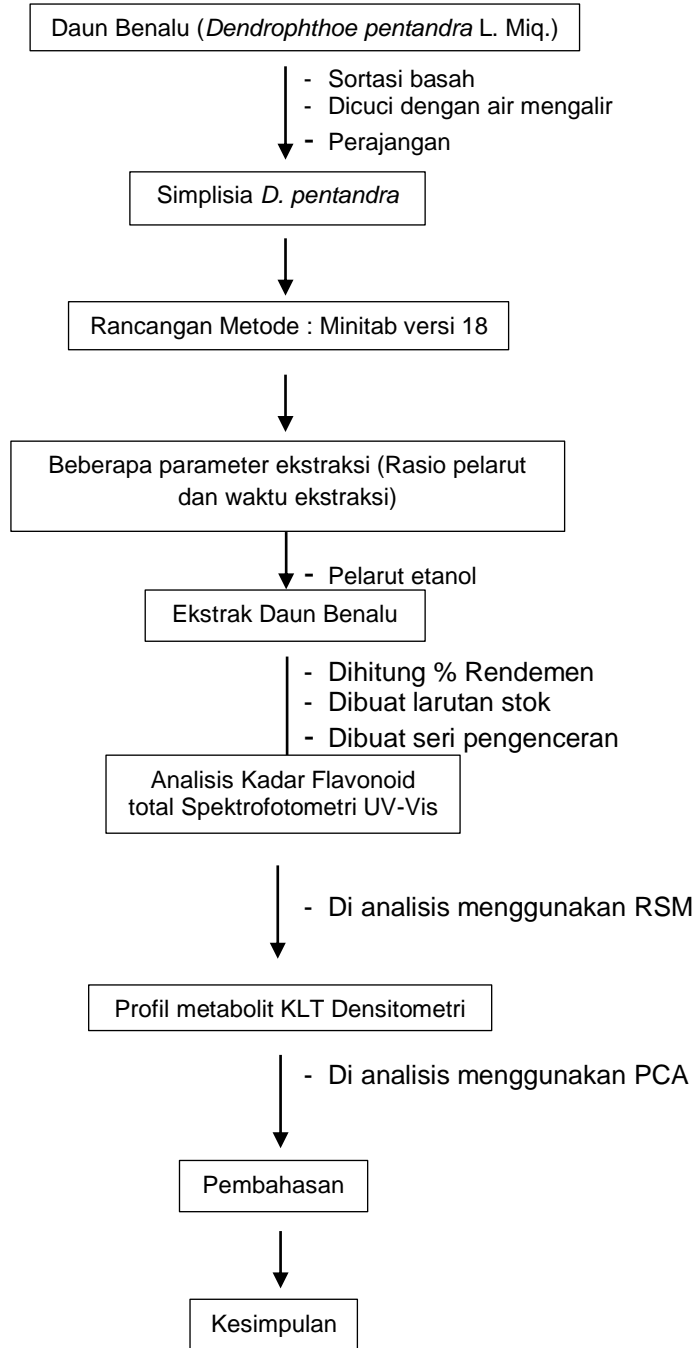 Daun Benalu (Dendrophthoe pentandra L. Miq.)
- Sortasi basah
- Dicuci dengan air mengalir
- Perajangan
Simplisia D. pentandra
Rancangan Metode : Minitab versi 18
Beberapa parameter ekstraksi (Rasio pelarut
dan waktu ekstraksi)
- Pelarut etanol
Ekstrak Daun Benalu
- Dihitung % Rendemen
- Dibuat larutan stok
- Dibuat seri pengenceran
Analisis Kadar Flavonoid
total Spektrofotometri UV-Vis
- Di analisis menggunakan RSM
Profil metabolit KLT Densitometri
- Di analisis menggunakan PCA
Pembahasan
Kesimpulan